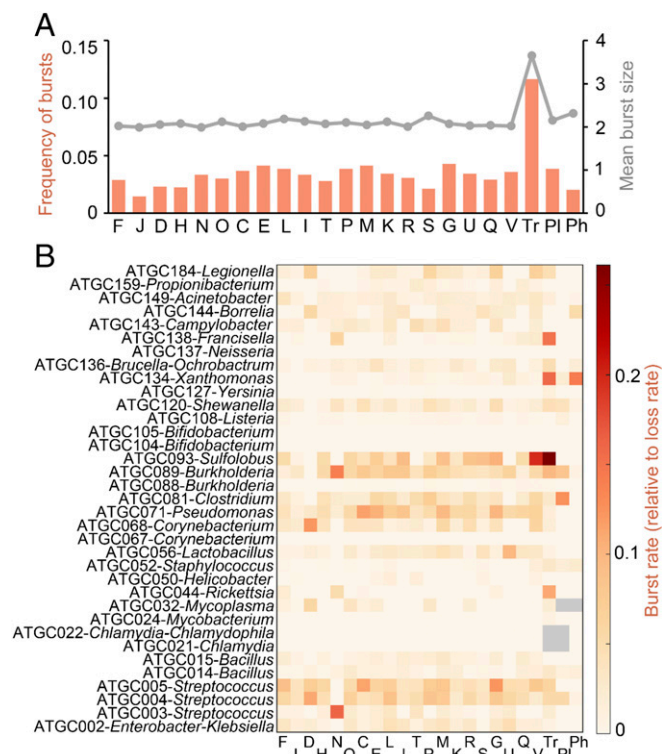 A
Frequency of bursts
0.15
0.10
0.05
0
4
3
2
1
0
Mean burst size
F J D H N O C E L I T P M K R S G U Q V Tr Pl Ph
B
ATGC184-Legionella
ATGC159-Propionibacterium
ATGC149-Acinetobacter
ATGC144-Borrelia
ATGC143-Campylobacter
ATGC138-Francisella
ATGC137-Neisseria
ATGC136-Brucella-Ochrobactrum
ATGC134-Xanthomonas
ATGC127-Yersinia
ATGC120-Shewanella
ATGC108-Listeria
ATGC105-Bifidobacterium
ATGC104-Bifidobacterium
ATGC093-Sulfolobus
ATGC089-Burkholderia
ATGC088-Burkholderia
ATGC081-Clostridium
ATGC071-Pseudomonas
ATGC068-Corynebacterium
ATGC067-Corynebacterium
ATGC056-Lactobacillus
ATGC052-Staphylococcus
ATGC050-Helicobacter
ATGC044-Rickettsia
ATGC032-Mycoplasma
ATGC024-Mycobacterium
ATGC022-Chlamydia-Chlamydophila
ATGC021-Chlamydia
ATGC015-Bacillus
ATGC014-Bacillus
ATGC005-Streptococcus
ATGC004-Streptococcus
ATGC003-Streptococcus
ATGC002-Enterobacter-Klebsiella
0.2
0.1
0
Burst rate (relative to loss rate)
F D N C L T M R G Q Tr Ph